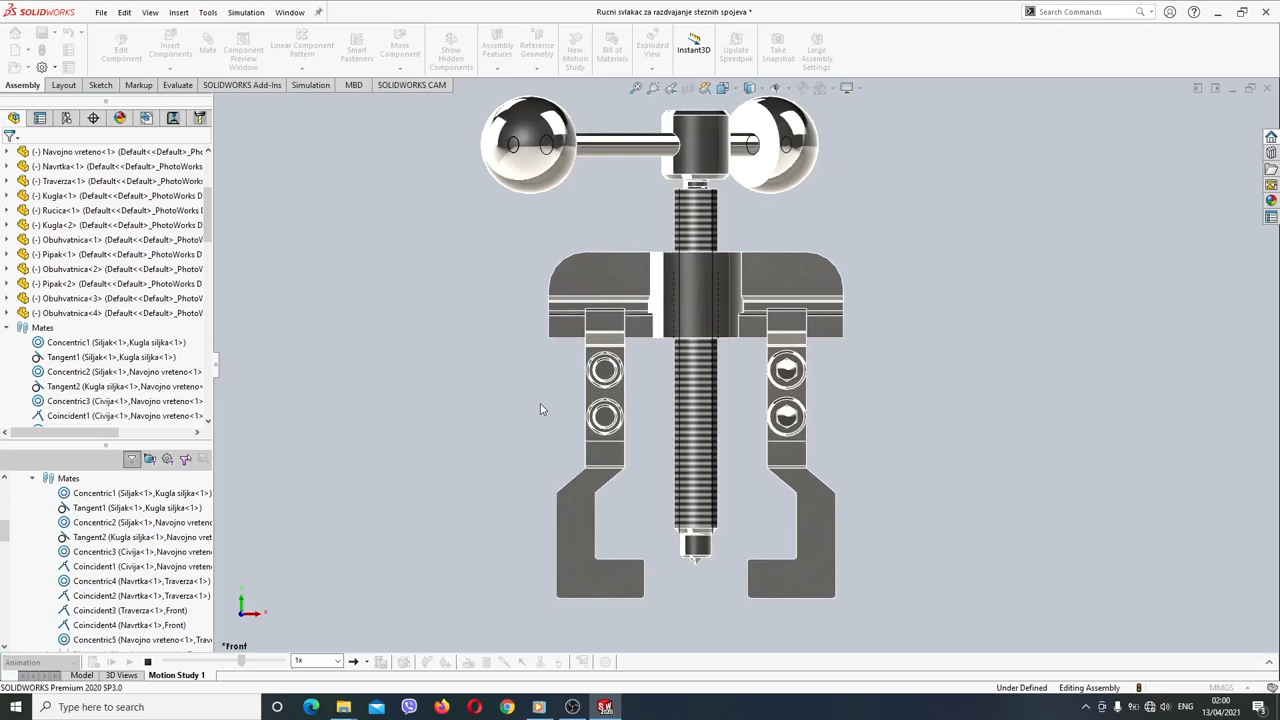 SOLIDWORKS File Edit View Insert Tools Simulation Window Rucni svlakac za razdvajanje steznih spojeva * Search Commands
Edit Component Insert Components Mate Component Preview Window Linear Component Pattern Smart Fasteners Move Component Show Hidden Components Assembly Features Reference Geometry New Motion Study Bill of Materials Exploded View Instant3D Update Speedpak Take Snapshot Large Assembly Settings
Assembly Layout Sketch Markup Evaluate SOLIDWORKS Add-Ins Simulation MBD SOLIDWORKS CAM
(-) Navojno vreteno<1> (Default<<Default>_
(-) Navrtka<1> (Default<<Default>_PhotoWorks
(-) Traverza<1> (Default<<Default>_PhotoWorks
(-) Kugla<1> (Default<<Default>_PhotoWorks D
(-) Rucica<1> (Default<<Default>_PhotoWorks
(-) Kugla<2> (Default<<Default>_PhotoWorks D
(-) Obuhvatnica<1> (Default<<Default>_PhotoW
(-) Pipak<1> (Default<<Default>_PhotoWorks D
(-) Obuhvatnica<2> (Default<<Default>_PhotoW
(-) Pipak<2> (Default<<Default>_PhotoWorks D
(-) Obuhvatnica<3> (Default<<Default>_PhotoW
(-) Obuhvatnica<4> (Default<<Default>_PhotoW
Mates
Concentric1 (Siljak<1>,Kugla siljka<1>)
Tangent1 (Siljak<1>,Kugla siljka<1>)
Concentric2 (Siljak<1>,Navojno vreteno<1>)
Tangent2 (Kugla siljka<1>,Navojno vreteno<1>
Concentric3 (Civija<1>,Navojno vreteno<1>)
Coincident1 (Civija<1>,Navojno vreteno<1>)
Mates
Concentric1 (Siljak<1>,Kugla siljka<1>)
Tangent1 (Siljak<1>,Kugla siljka<1>)
Concentric2 (Siljak<1>,Navojno vreteno
Tangent2 (Kugla siljka<1>,Navojno vrete
Concentric3 (Civija<1>,Navojno vreteno
Coincident1 (Civija<1>,Navojno vreteno
Concentric4 (Navrtka<1>,Traverza<1>)
Coincident2 (Navrtka<1>,Traverza<1>)
Coincident3 (Traverza<1>,Front)
Coincident4 (Navrtka<1>,Front)
Concentric5 (Navojno vreteno<1>,Trave
*Front
Animation 1x
Model 3D Views Motion Study 1
SOLIDWORKS Premium 2020 SP3.0 Under Defined Editing Assembly MMGS
Type here to search ENG 02:00
13/04/2021